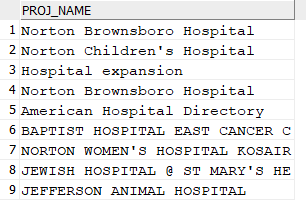 PROJ_NAME
1 Norton Brownsboro Hospital
2 Norton Children's Hospital
3 Hospital expansion
4 Norton Brownsboro Hospital
5 American Hospital Directory
6 BAPTIST HOSPITAL EAST CANCER C
7 NORTON WOMEN'S HOSPITAL KOSAIR
8 JEWISH HOSPITAL @ ST MARY'S HE
9 JEFFERSON ANIMAL HOSPITAL